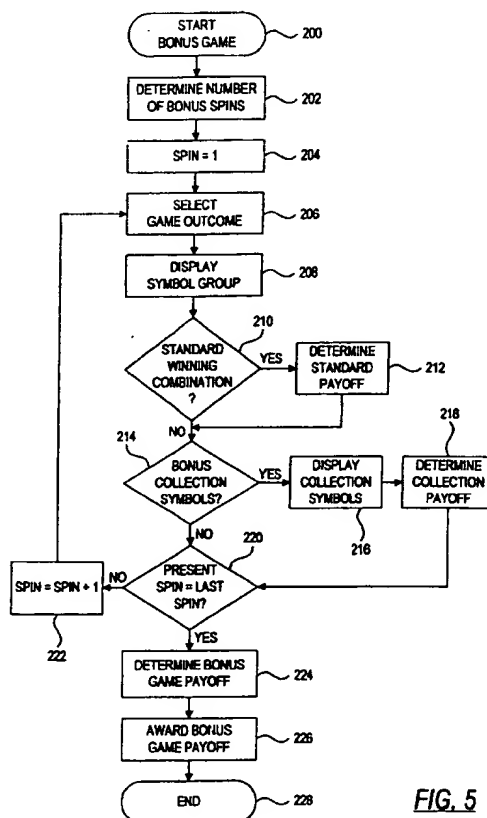 START
BONUS GAME
200
DETERMINE NUMBER
OF BONUS SPINS
202
SPIN = 1
204
SELECT
GAME OUTCOME
206
DISPLAY
SYMBOL GROUP
208
210
STANDARD
WINNING
COMBINATION
?
YES
DETERMINE
STANDARD
PAYOFF
212
NO
214
BONUS
COLLECTION
SYMBOLS?
YES
DISPLAY
COLLECTION
SYMBOLS
216
218
DETERMINE
COLLECTION
PAYOFF
NO
220
PRESENT
SPIN = LAST
SPIN?
NO
SPIN = SPIN + 1
222
YES
DETERMINE BONUS
GAME PAYOFF
224
AWARD BONUS
GAME PAYOFF
226
END
228
FIG. 5